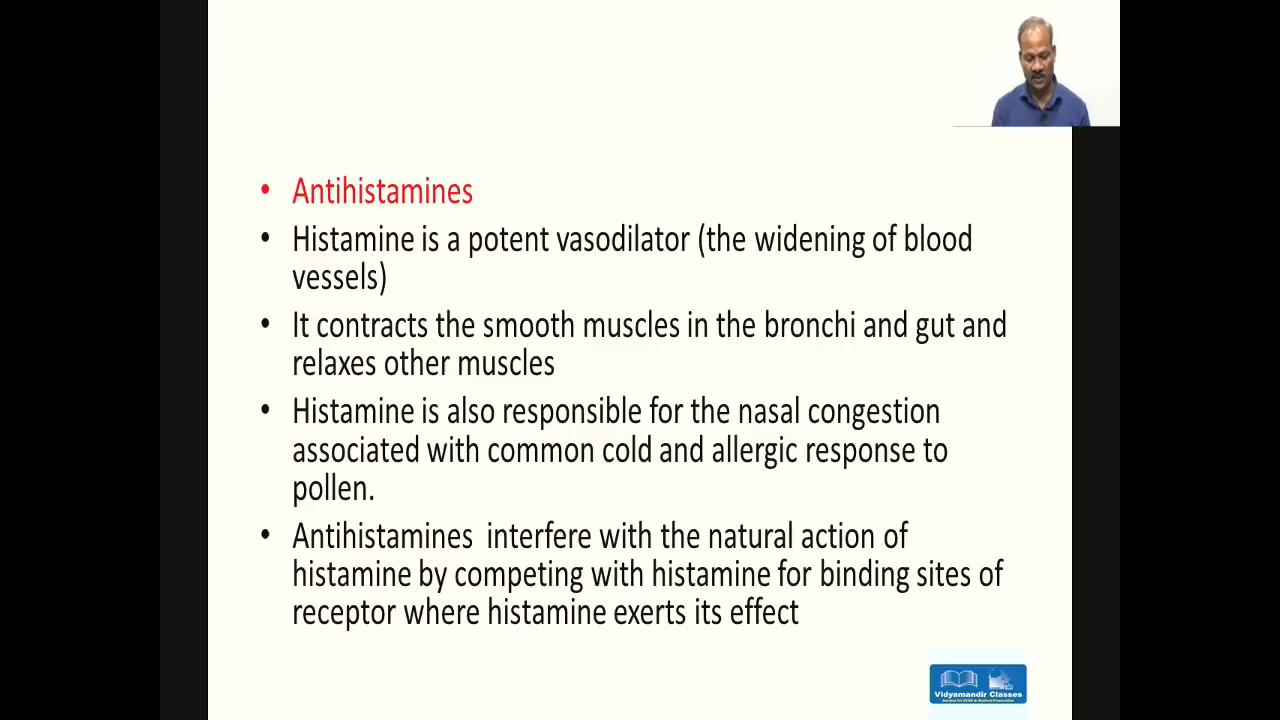 • Antihistamines
• Histamine is a potent vasodilator (the widening of blood
vessels)
• It contracts the smooth muscles in the bronchi and gut and
relaxes other muscles
• Histamine is also responsible for the nasal congestion
associated with common cold and allergic response to
pollen.
• Antihistamines interfere with the natural action of
histamine by competing with histamine for binding sites of
receptor where histamine exerts its effect
Vidyamandir Classes